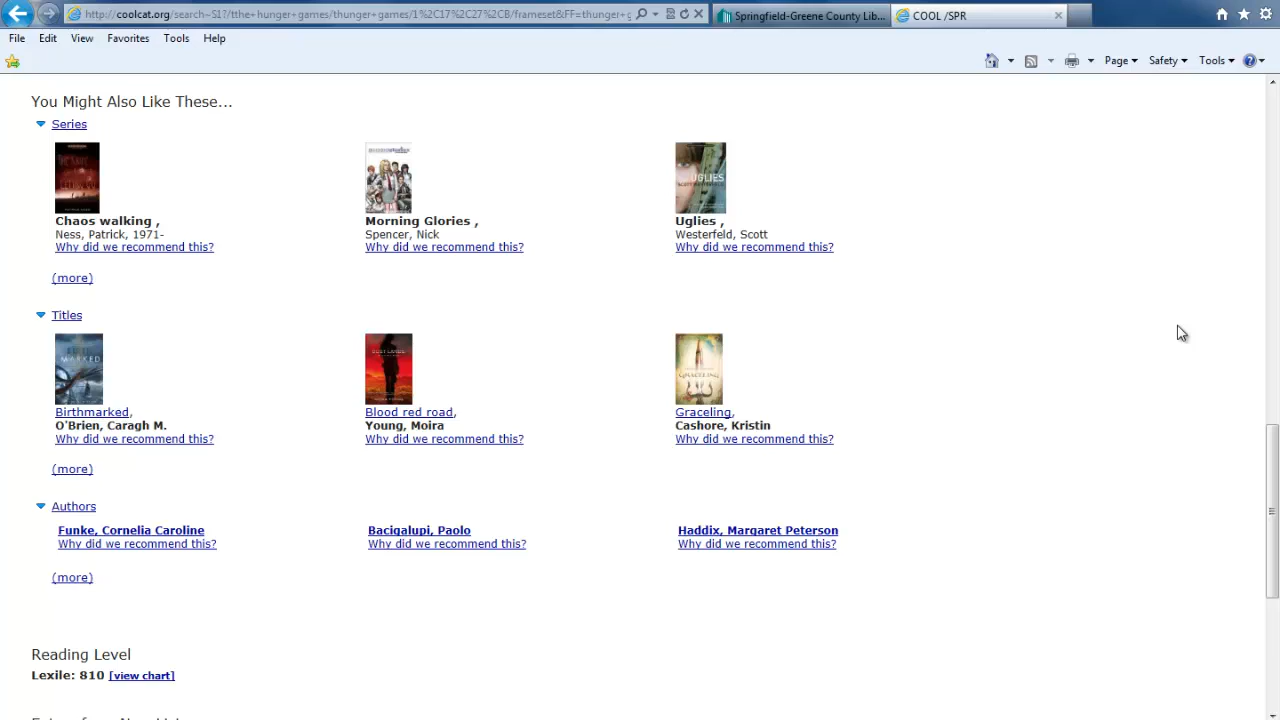 http://coolcat.org/search~S1?/tthe+hunger+games/thunger+games/1%2C17%2C27%2CB/frameset&FF=thunger+g
Springfield-Greene County Lib...
COOL /SPR
File Edit View Favorites Tools Help
Page Safety Tools
You Might Also Like These...
Series
UGLIES
Chaos walking , Morning Glories , Uglies ,
Ness, Patrick, 1971- Spencer, Nick Westerfeld, Scott
Why did we recommend this? Why did we recommend this? Why did we recommend this?
(more)
Titles
MARKED
GRACELING
Birthmarked, Blood red road, Graceling,
O'Brien, Caragh M. Young, Moira Cashore, Kristin
Why did we recommend this? Why did we recommend this? Why did we recommend this?
(more)
Authors
Funke, Cornelia Caroline Bacigalupi, Paolo Haddix, Margaret Peterson
Why did we recommend this? Why did we recommend this? Why did we recommend this?
(more)
Reading Level
Lexile: 810 [view chart]